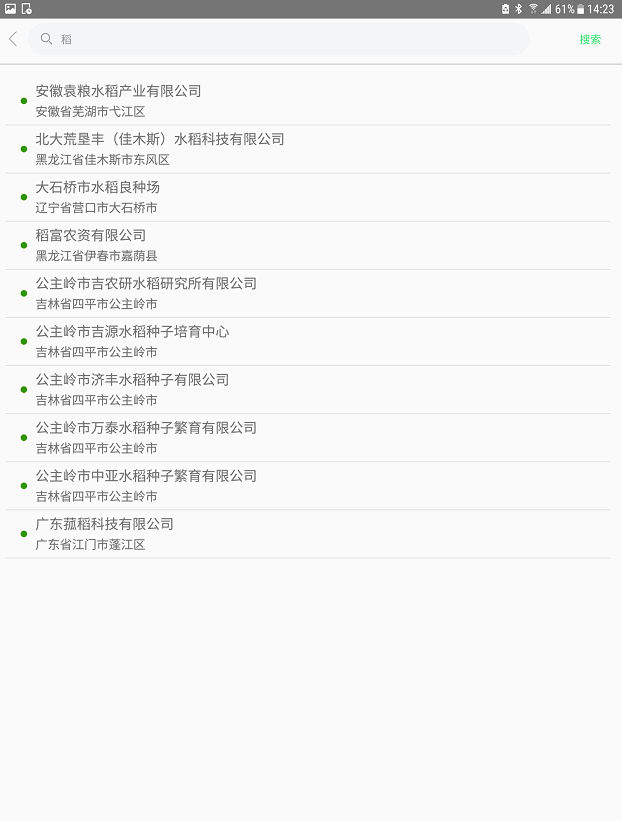 61% 14:23
稻
搜索
安徽袁粮水稻产业有限公司
安徽省芜湖市弋江区
北大荒垦丰（佳木斯）水稻科技有限公司
黑龙江省佳木斯市东风区
大石桥市水稻良种场
辽宁省营口市大石桥市
稻富农资有限公司
黑龙江省伊春市嘉荫县
公主岭市吉农研水稻研究所有限公司
吉林省四平市公主岭市
公主岭市吉源水稻种子培育中心
吉林省四平市公主岭市
公主岭市济丰水稻种子有限公司
吉林省四平市公主岭市
公主岭市万泰水稻种子繁育有限公司
吉林省四平市公主岭市
公主岭市中亚水稻种子繁育有限公司
吉林省四平市公主岭市
广东菰稻科技有限公司
广东省江门市蓬江区